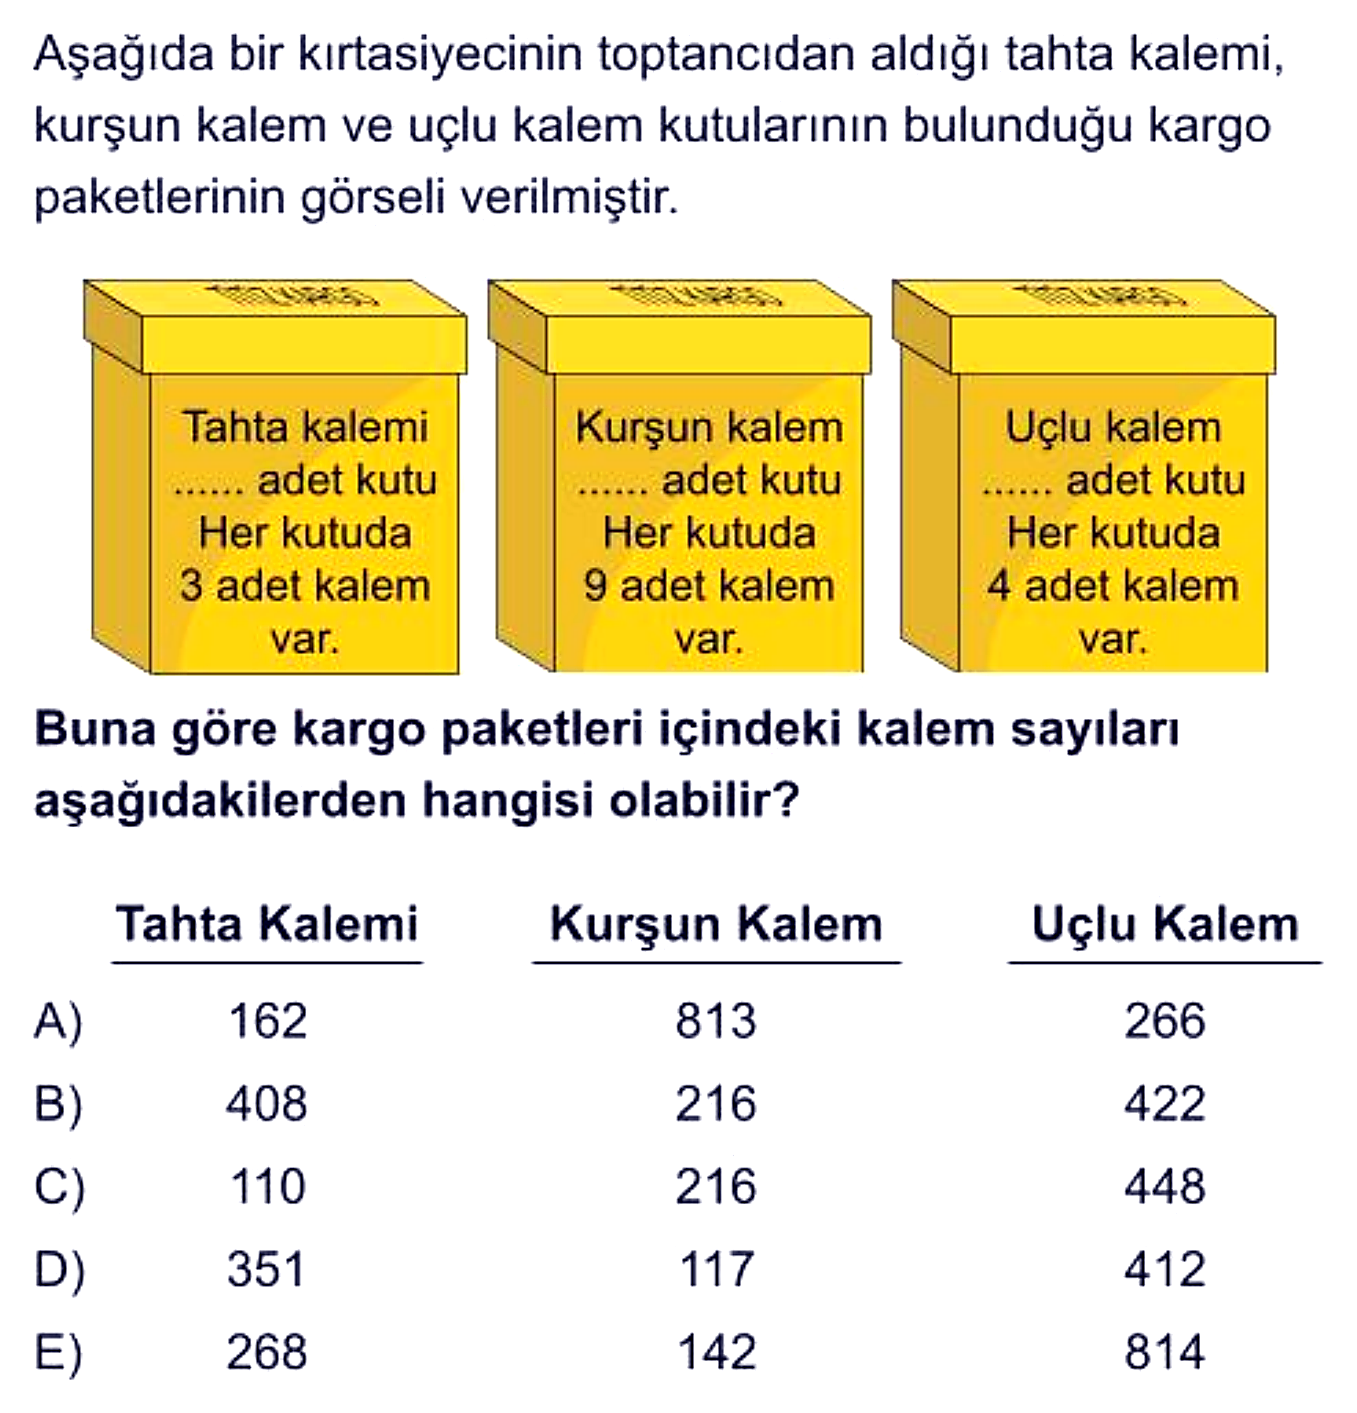 Aşağıda bir kırtasiyecinin toptancıdan aldığı tahta kalemi,
kurşun kalem ve uçlu kalem kutularının bulunduğu kargo
paketlerinin görseli verilmiştir.
Tahta kalemi
...... adet kutu
Her kutuda
3 adet kalem
var.
Kurşun kalem
...... adet kutu
Her kutuda
9 adet kalem
var.
Uçlu kalem
...... adet kutu
Her kutuda
4 adet kalem
var.
Buna göre kargo paketleri içindeki kalem sayıları
aşağıdakilerden hangisi olabilir?
Tahta Kalemi Kurşun Kalem Uçlu Kalem
A) 162 813 266
B) 408 216 422
C) 110 216 448
D) 351 117 412
E) 268 142 814